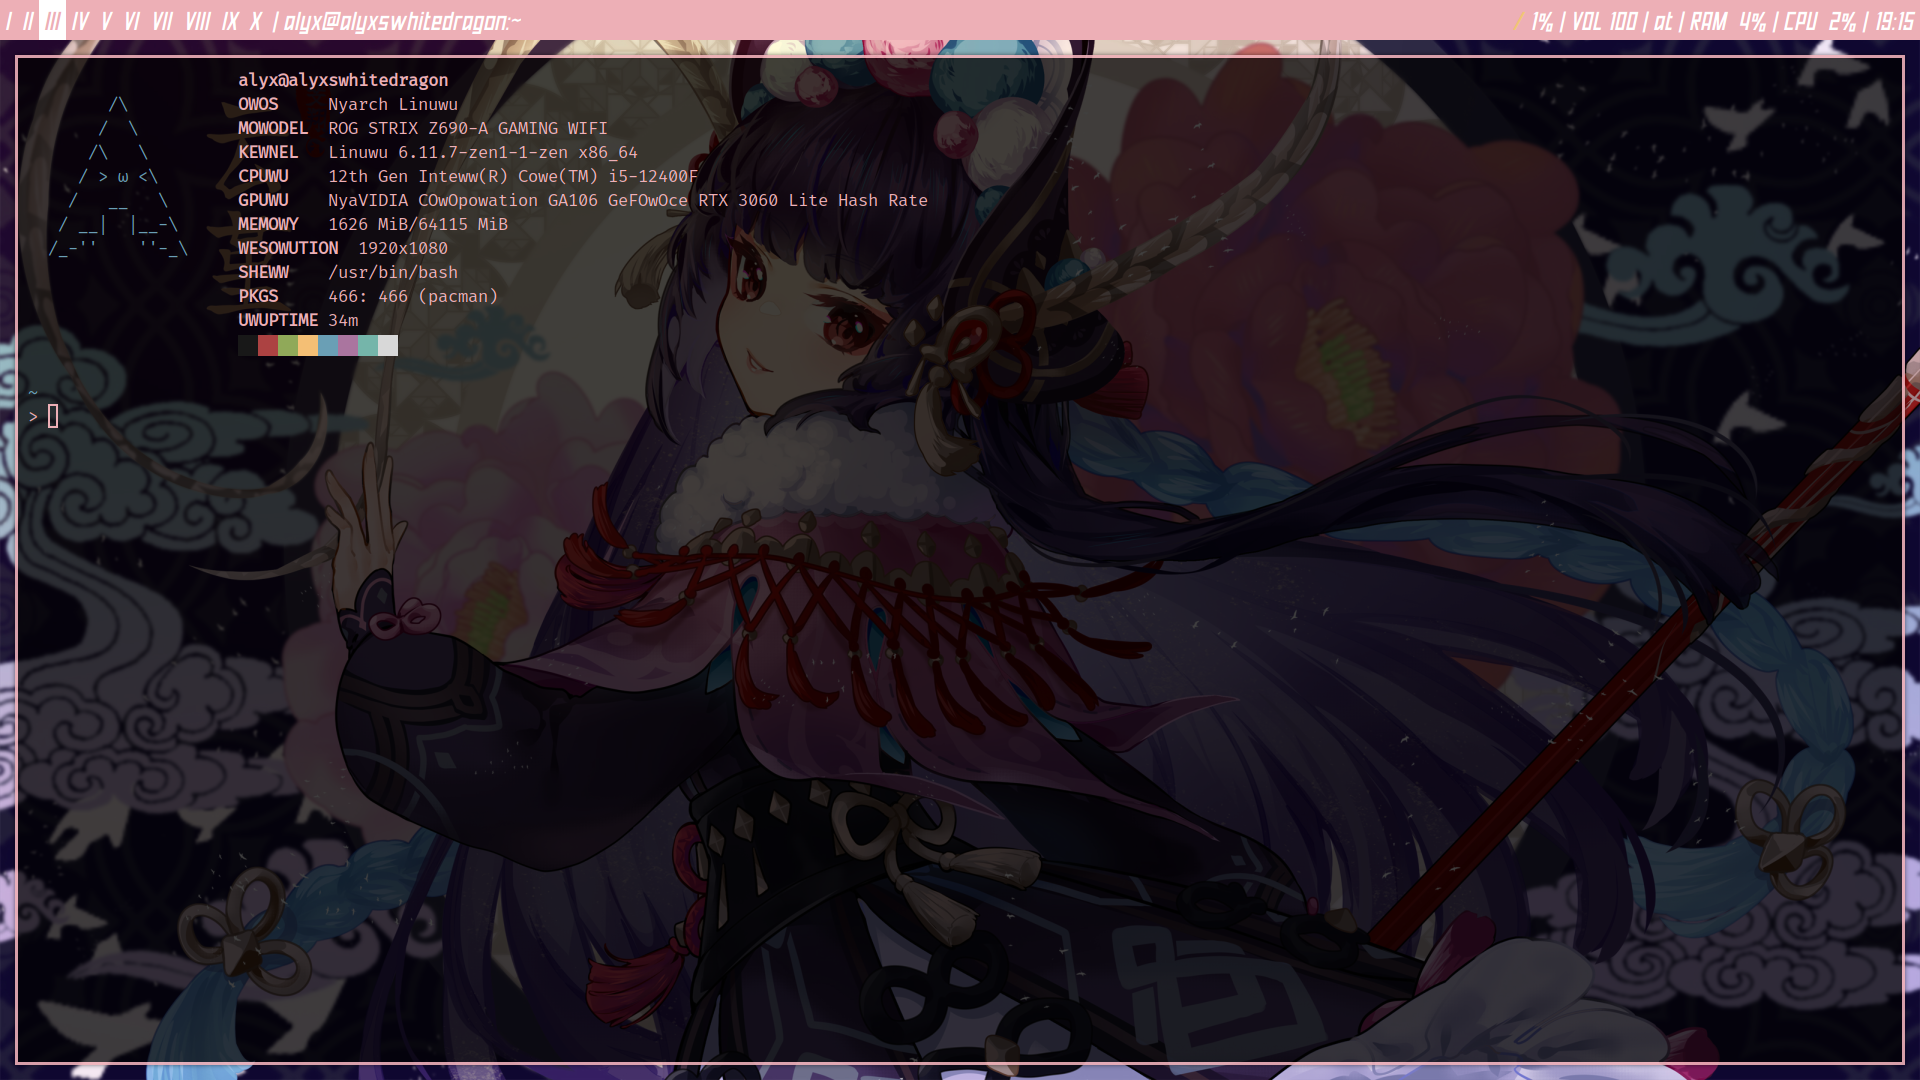 I II III IV V VI VII VIII IX X | alyx@alyxswhitedragon:~
/ 1% | VOL 100 | at | RAM 4% | CPU 2% | 19:15
alyx@alyxswhitedragon
OWOS Nyarch Linuwu
MOWODEL ROG STRIX Z690-A GAMING WIFI
KEWNEL Linuwu 6.11.7-zen1-1-zen x86_64
CPUWU 12th Gen Inteww(R) Cowe(TM) i5-12400F
GPUWU NyaVIDIA COwOpowation GA106 GeFOwOce RTX 3060 Lite Hash Rate
MEMOWY 1626 MiB/64115 MiB
WESOWUTION 1920x1080
SHEWW /usr/bin/bash
PKGS 466: 466 (pacman)
UWUPTIME 34m
/\
/  \
/\   \
/ > ω <\
/   __   \
/ __|  |__-\
/_-''    ''-_\
~
>